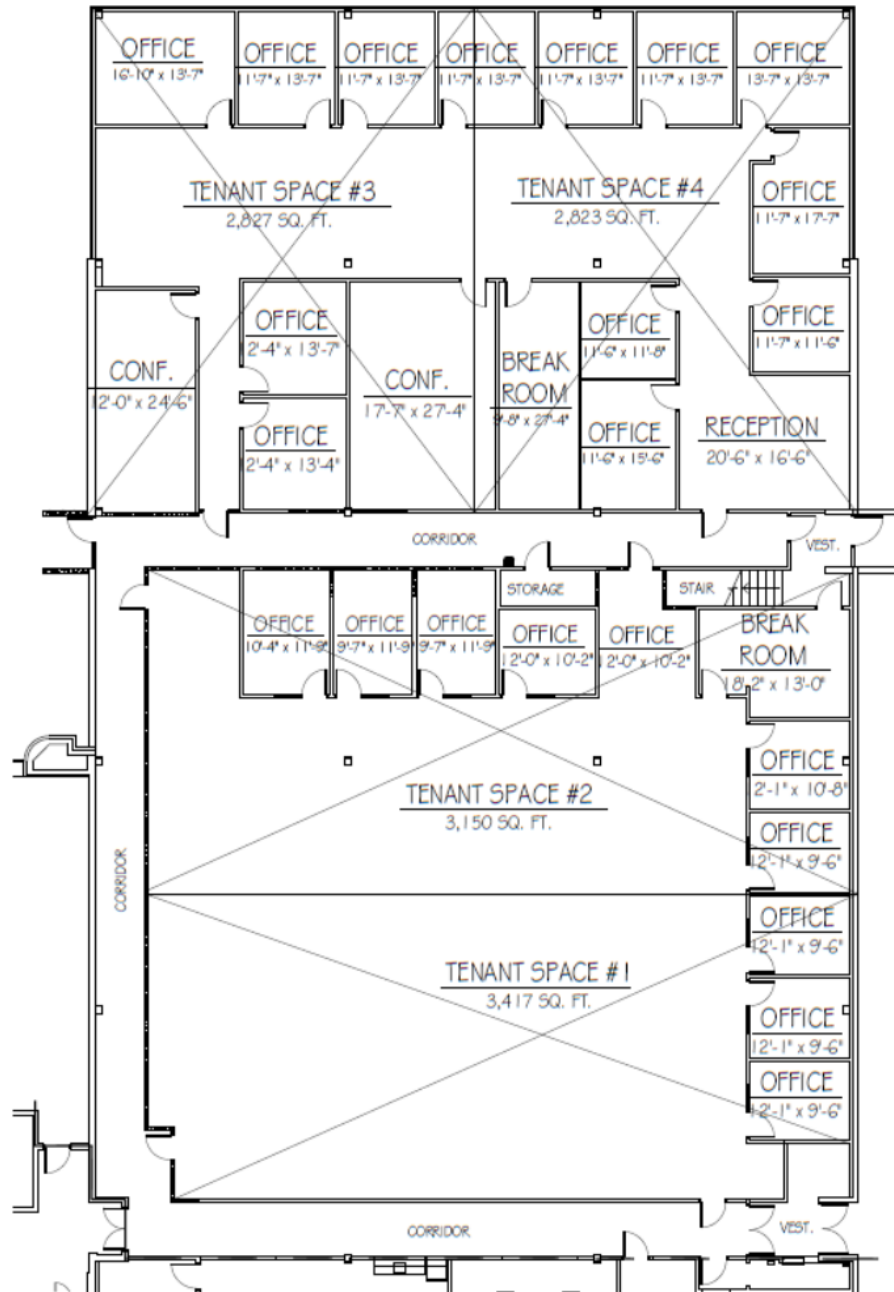 OFFICE
16'-10" x 13'-7"
OFFICE
11'-7" x 13'-7"
OFFICE
11'-7" x 13'-7"
OFFICE
11'-7" x 13'-7"
OFFICE
11'-7" x 13'-7"
OFFICE
11'-7" x 13'-7"
OFFICE
13'-7" x 13'-7"
TENANT SPACE #3
2,827 SQ. FT.
TENANT SPACE #4
2,823 SQ. FT.
OFFICE
11'-7" x 17'-7"
OFFICE
12'-4" x 13'-7"
OFFICE
11'-6" x 11'-8"
OFFICE
11'-7" x 11'-6"
CONF.
12'-0" x 24'-6"
CONF.
17'-7" x 27'-4"
BREAK
ROOM
9'-8" x 27'-4"
OFFICE
12'-4" x 13'-4"
OFFICE
11'-6" x 15'-6"
RECEPTION
20'-6" x 16'-6"
CORRIDOR
VEST.
STORAGE
STAIR
OFFICE
10'-4" x 11'-9"
OFFICE
9'-7" x 11'-9"
OFFICE
9'-7" x 11'-9"
OFFICE
12'-0" x 10'-2"
OFFICE
12'-0" x 10'-2"
BREAK
ROOM
18'-2" x 13'-0"
OFFICE
2'-1" x 10'-8"
TENANT SPACE #2
3,150 SQ. FT.
OFFICE
12'-1" x 9'-6"
CORRIDOR
OFFICE
12'-1" x 9'-6"
TENANT SPACE #1
3,417 SQ. FT.
OFFICE
12'-1" x 9'-6"
OFFICE
12'-1" x 9'-6"
CORRIDOR
VEST.